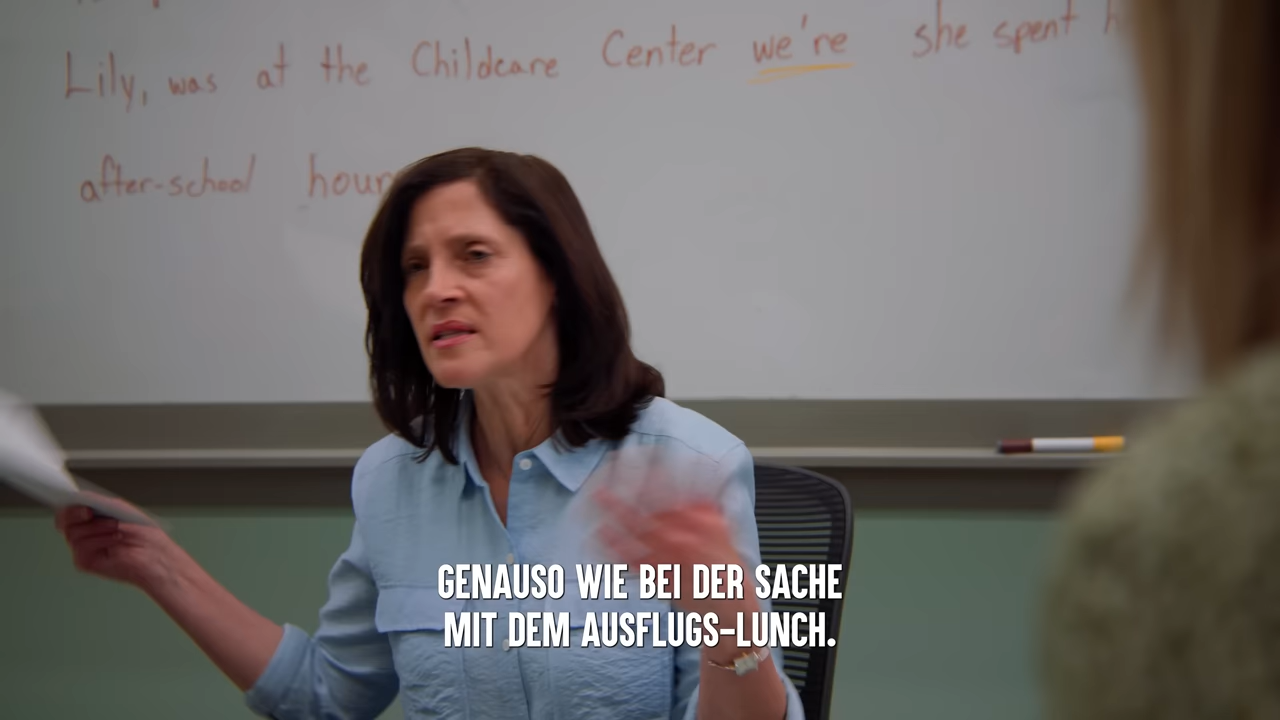 Lily, was at the Childcare Center we're she spent
after-school
GENAUSO WIE BEI DER SACHE
MIT DEM AUSFLUGS-LUNCH.